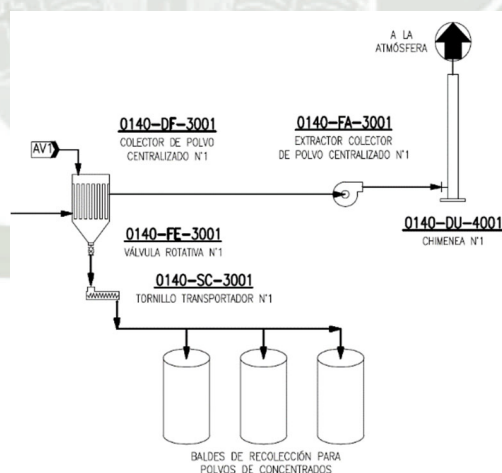 A LA
ATMÓSFERA
0140-DF-3001
COLECTOR DE POLVO
CENTRALIZADO N°1
0140-FA-3001
EXTRACTOR COLECTOR
DE POLVO CENTRALIZADO N°1
AV1
0140-DU-4001
CHIMENEA N°1
0140-FE-3001
VÁLVULA ROTATIVA N°1
0140-SC-3001
TORNILLO TRANSPORTADOR N°1
BALDES DE RECOLECCIÓN PARA
POLVOS DE CONCENTRADOS